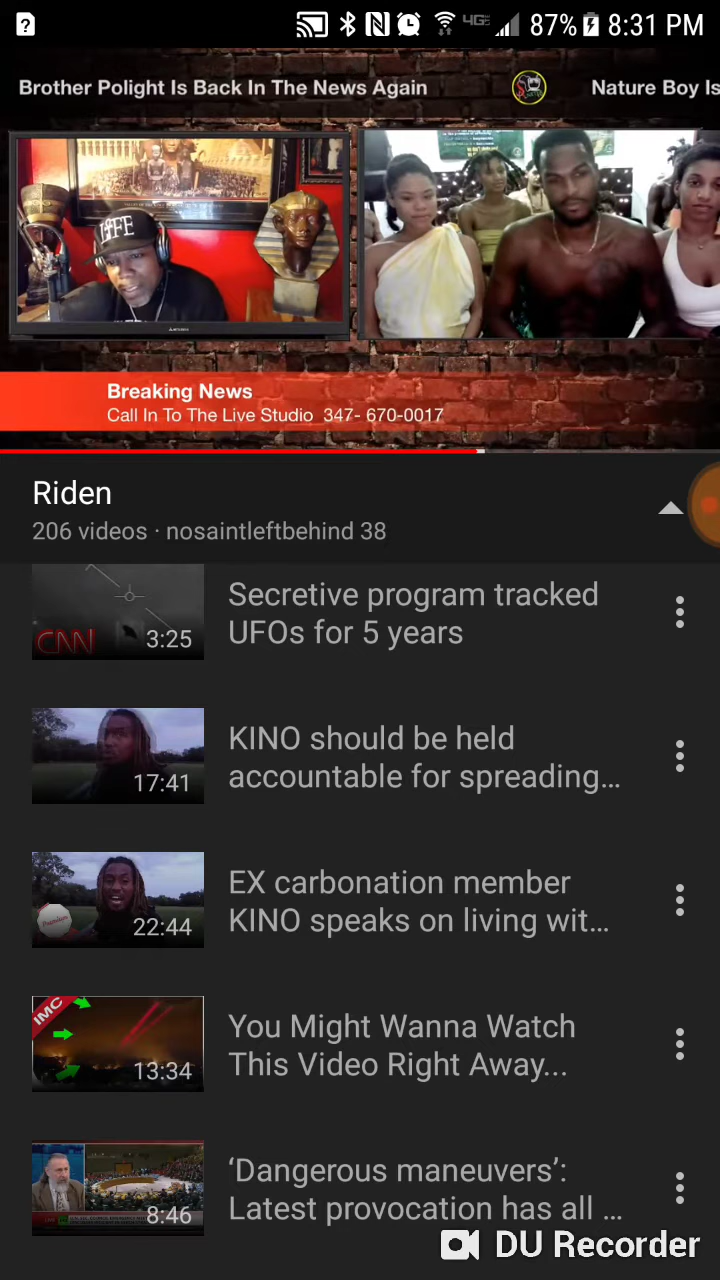 ?
4G
87%
8:31 PM
Brother Polight Is Back In The News Again
Nature Boy Is
LIFE
MITSUBISHI
Breaking News
Call In To The Live Studio 347- 670-0017
Riden
206 videos · nosaintleftbehind 38
CNN
3:25
Secretive program tracked
UFOs for 5 years
17:41
KINO should be held
accountable for spreading...
22:44
EX carbonation member
KINO speaks on living wit...
IMC
13:34
You Might Wanna Watch
This Video Right Away...
8:46
‘Dangerous maneuvers’:
Latest provocation has all ...
DU Recorder